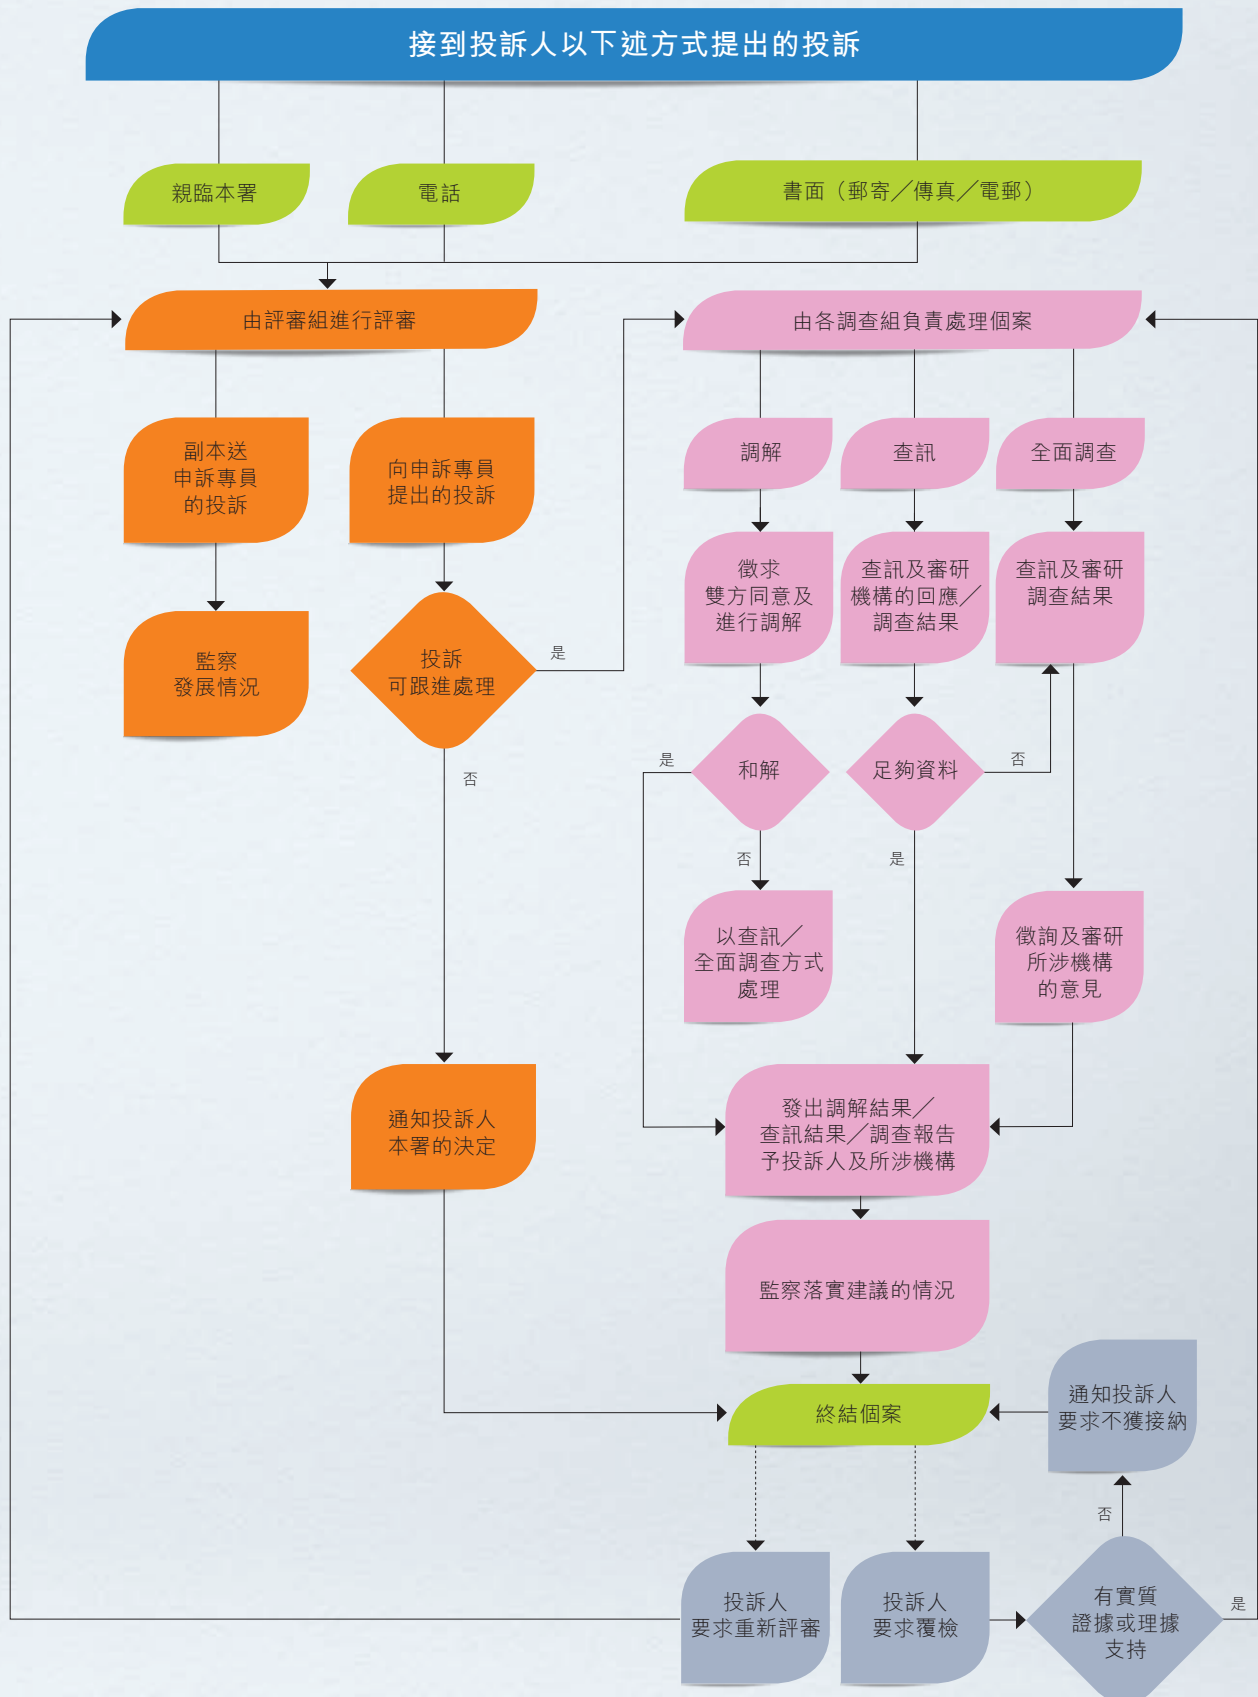 接到投訴人以下述方式提出的投訴
親臨本署
電話
書面（郵寄／傳真／電郵）
由評審組進行評審
由各調查組負責處理個案
副本送
申訴專員
的投訴
向申訴專員
提出的投訴
調解
查訊
全面調查
徵求
雙方同意及
進行調解
查訊及審研
機構的回應／
調查結果
查訊及審研
調查結果
監察
發展情況
投訴
可跟進處理
是
否
和解
是
否
足夠資料
否
是
以查訊／
全面調查方式
處理
徵詢及審研
所涉機構
的意見
通知投訴人
本署的決定
發出調解結果／
查訊結果／調查報告
予投訴人及所涉機構
監察落實建議的情況
終結個案
通知投訴人
要求不獲接納
否
投訴人
要求重新評審
投訴人
要求覆檢
有實質
證據或理據
支持
是